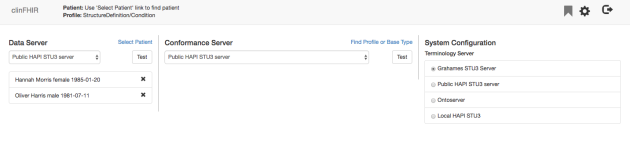 clinFHIR
Patient: Use 'Select Patient' link to find patient
Profile: StructureDefinition/Condition
Data Server
Select Patient
Public HAPI STU3 server
Test
Hannah Morris female 1985-01-20
Oliver Harris male 1981-07-11
Conformance Server
Find Profile or Base Type
Public HAPI STU3 server
Test
System Configuration
Terminology Server
Grahames STU3 Server
Public HAPI STU3 server
Ontoserver
Local HAPI STU3